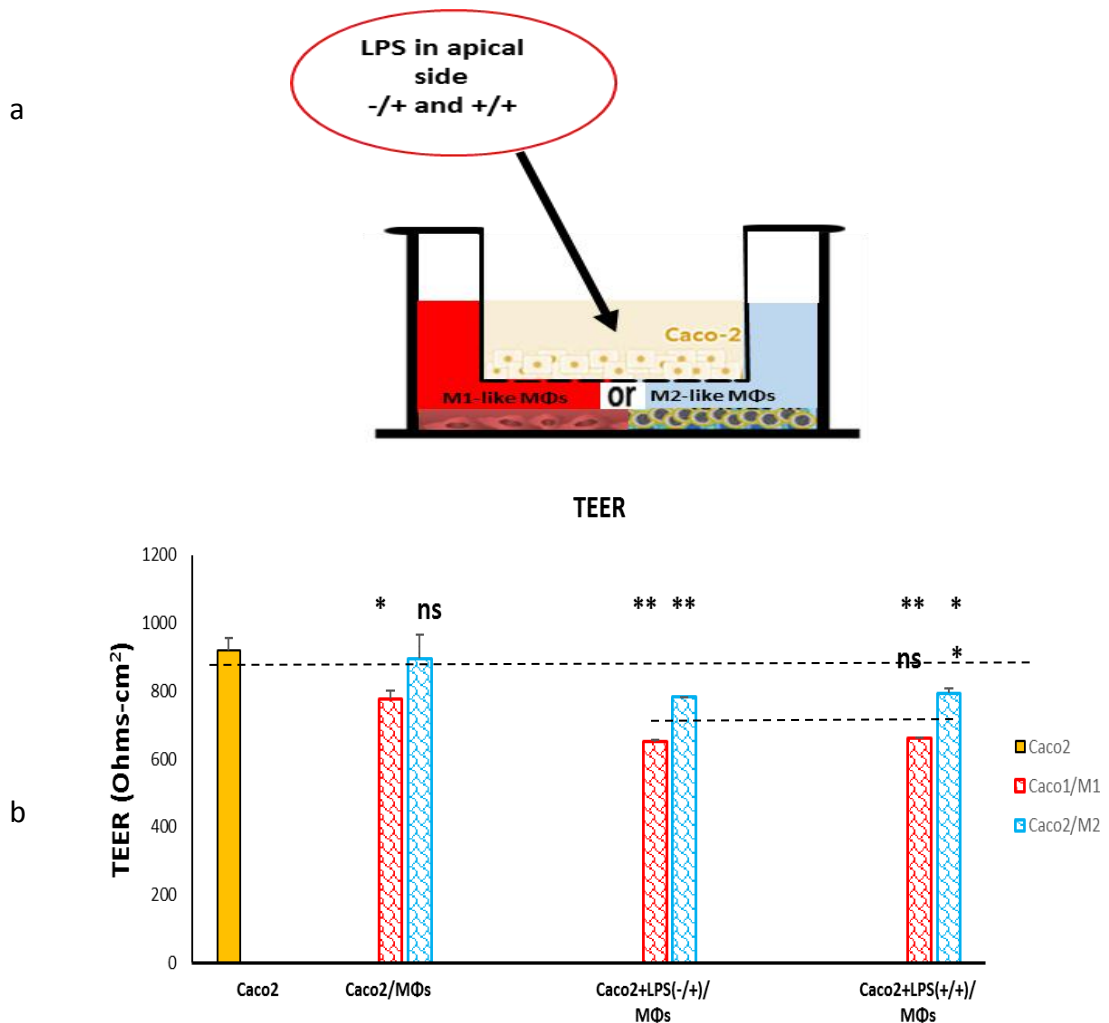 a
LPS in apical
side
-/+ and +/+
Caco-2
M1-like MΦs or M2-like MΦs
TEER
b
TEER (Ohms-cm²)
1200
1000
800
600
400
200
0
* ns ** ** ** *
ns *
Caco2
Caco1/M1
Caco2/M2
Caco2
Caco2/MΦs
Caco2+LPS(-/+)/
MΦs
Caco2+LPS(+/+)/
MΦs